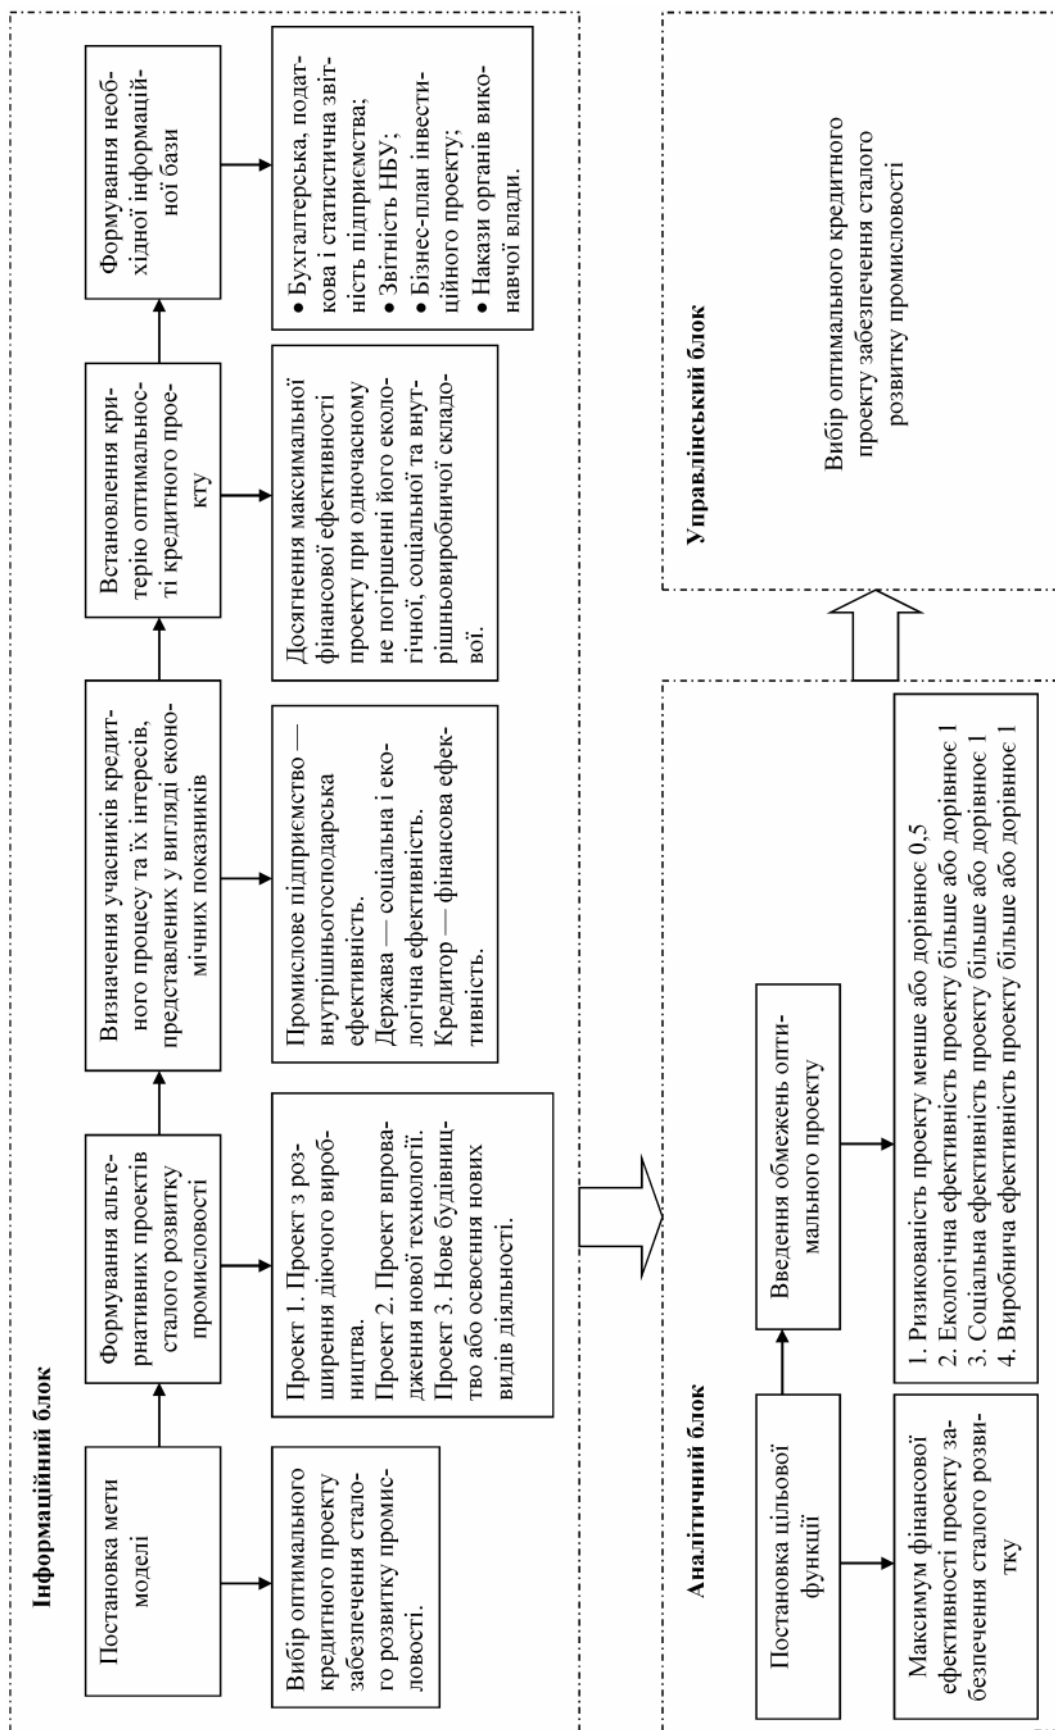 Інформаційний блок
Постановка мети
моделі
Вибір оптимального
кредитного проекту
забезпечення стало-
го розвитку промис-
ловості.
Формування альте-
рнативних проектів
сталого розвитку
промисловості
Проект 1. Проект з роз-
ширення діючого вироб-
ництва.
Проект 2. Проект впрова-
дження нової технології.
Проект 3. Нове будівниц-
тво або освоєння нових
видів діяльності.
Визначення учасників кредит-
ного процесу та їх інтересів,
представлених у вигляді еконо-
мічних показників
Промислове підприємство —
внутрішньогосподарська
ефективність.
Держава — соціальна і еко-
логічна ефективність.
Кредитор — фінансова ефек-
тивність.
Встановлення кри-
терію оптимальнос-
ті кредитного прое-
кту
Досягнення максимальної
фінансової ефективності
проекту при одночасному
не погіршенні його еколо-
гічної, соціальної та внут-
рішньовиробничої складо-
вої.
Формування необ-
хідної інформацій-
ної бази
• Бухгалтерська, подат-
кова і статистична звіт-
ність підприємства;
• Звітність НБУ;
• Бізнес-план інвести-
ційного проекту;
• Накази органів вико-
навчої влади.
Аналітичний блок
Постановка цільової
функції
Максимум фінансової
ефективності проекту за-
безпечення сталого розви-
тку
Введення обмежень опти-
мального проекту
1. Ризикованість проекту менше або дорівнює 0,5
2. Екологічна ефективність проекту більше або дорівнює 1
3. Соціальна ефективність проекту більше або дорівнює 1
4. Виробнича ефективність проекту більше або дорівнює 1
Управлінський блок
Вибір оптимального кредитного
проекту забезпечення сталого
розвитку промисловості